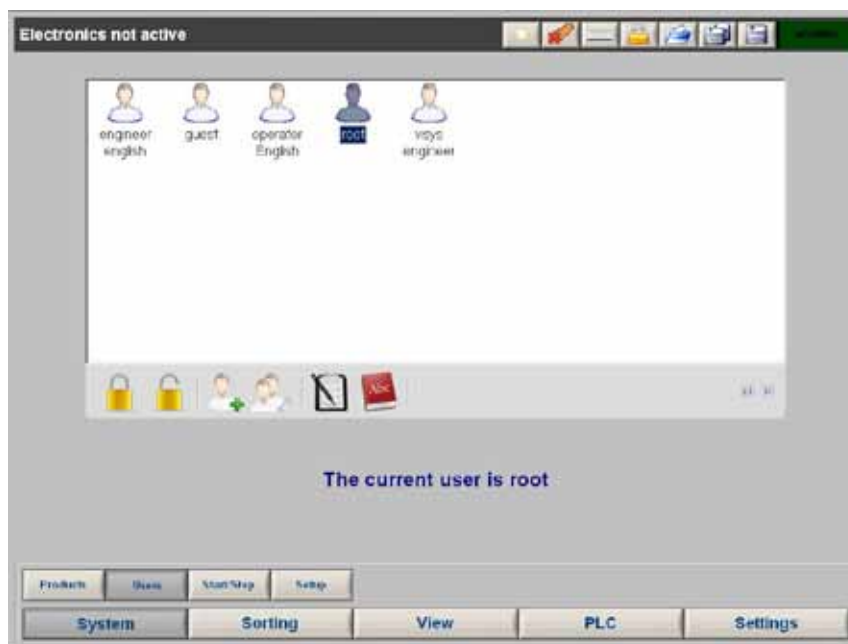 Electronics not active
engineer english
guest
operator English
root
vsys engineer
Abc
The current user is root
Products Users Start/Stop Setup
System Sorting View PLC Settings